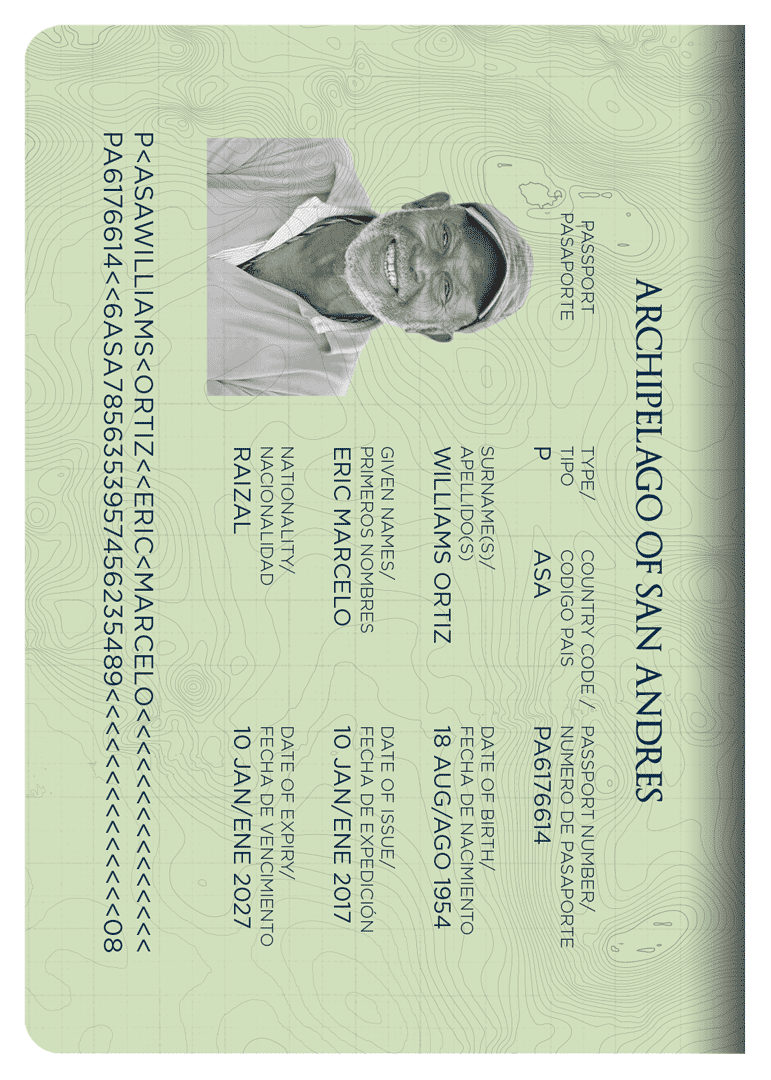 ARCHIPELAGO OF SAN ANDRES
PASSPORT
PASAPORTE
TYPE/
TIPO
P
COUNTRY CODE /
CODIGO PAIS
ASA
PASSPORT NUMBER/
NUMERO DE PASAPORTE
PA6176614
SURNAME(S)/
APELLIDO(S)
WILLIAMS ORTIZ
DATE OF BIRTH/
FECHA DE NACIMIENTO
18 AUG/AGO 1954
GIVEN NAMES/
PRIMEROS NOMBRES
ERIC MARCELO
DATE OF ISSUE/
FECHA DE EXPEDICIÓN
10 JAN/ENE 2017
NATIONALITY/
NACIONALIDAD
RAIZAL
DATE OF EXPIRY/
FECHA DE VENCIMIENTO
10 JAN/ENE 2027
P<ASAWILLIAMS<ORTIZ<<ERIC<MARCELO<<<<<<<<<<<<<<<<
PA6176614<<6ASA7856353957456235489<<<<<<<<<<<<<<<08